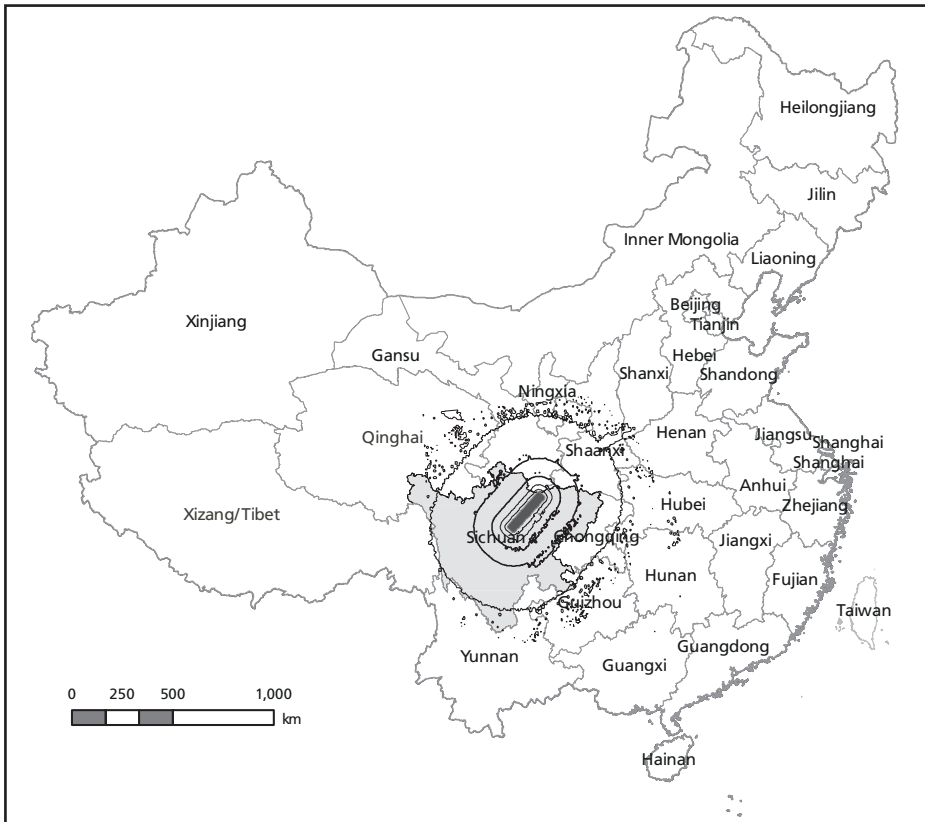 Heilongjiang
Jilin
Inner Mongolia
Liaoning
Beijing
Tianjin
Xinjiang
Gansu
Hebei
Shanxi
Shandong
Ningxia
Qinghai
Henan
Jiangsu
Shanghai
Shaanxi
Shanghai
Anhui
Xizang/Tibet
Hubei
Zhejiang
Sichuan
Chongqing
Jiangxi
Hunan
Fujian
Guizhou
Taiwan
Yunnan
Guangxi
Guangdong
0 250 500 1,000
km
Hainan